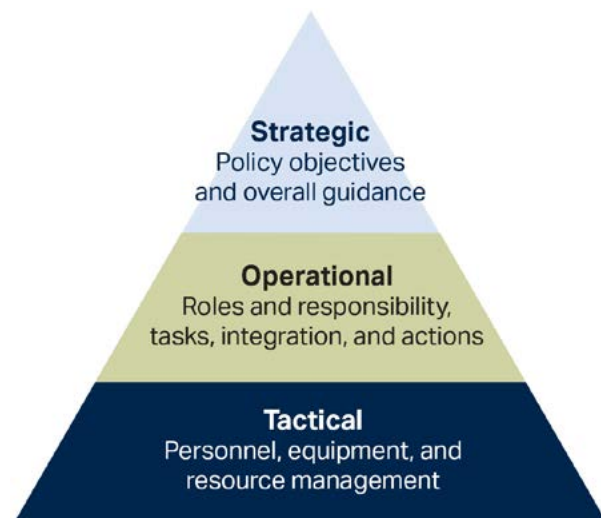 Strategic
Policy objectives
and overall guidance
Operational
Roles and responsibility,
tasks, integration, and actions
Tactical
Personnel, equipment, and
resource management